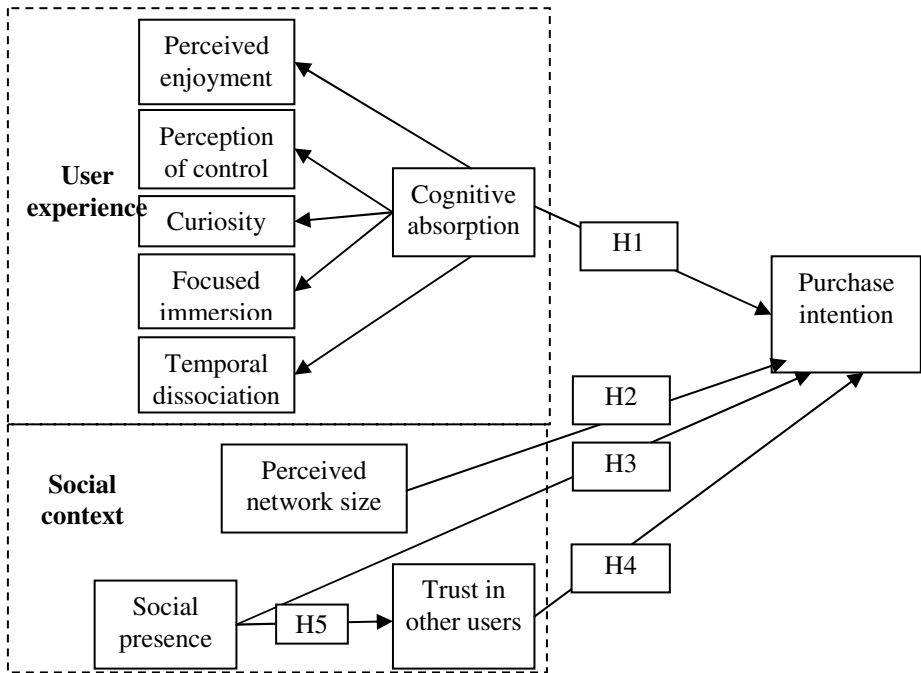 Perceived
enjoyment
Perception
of control
User
experience
Curiosity
Focused
immersion
Temporal
dissociation
Cognitive
absorption
H1
Purchase
intention
H2
H3
Social
context
Perceived
network size
H4
Social
presence
H5
Trust in
other users